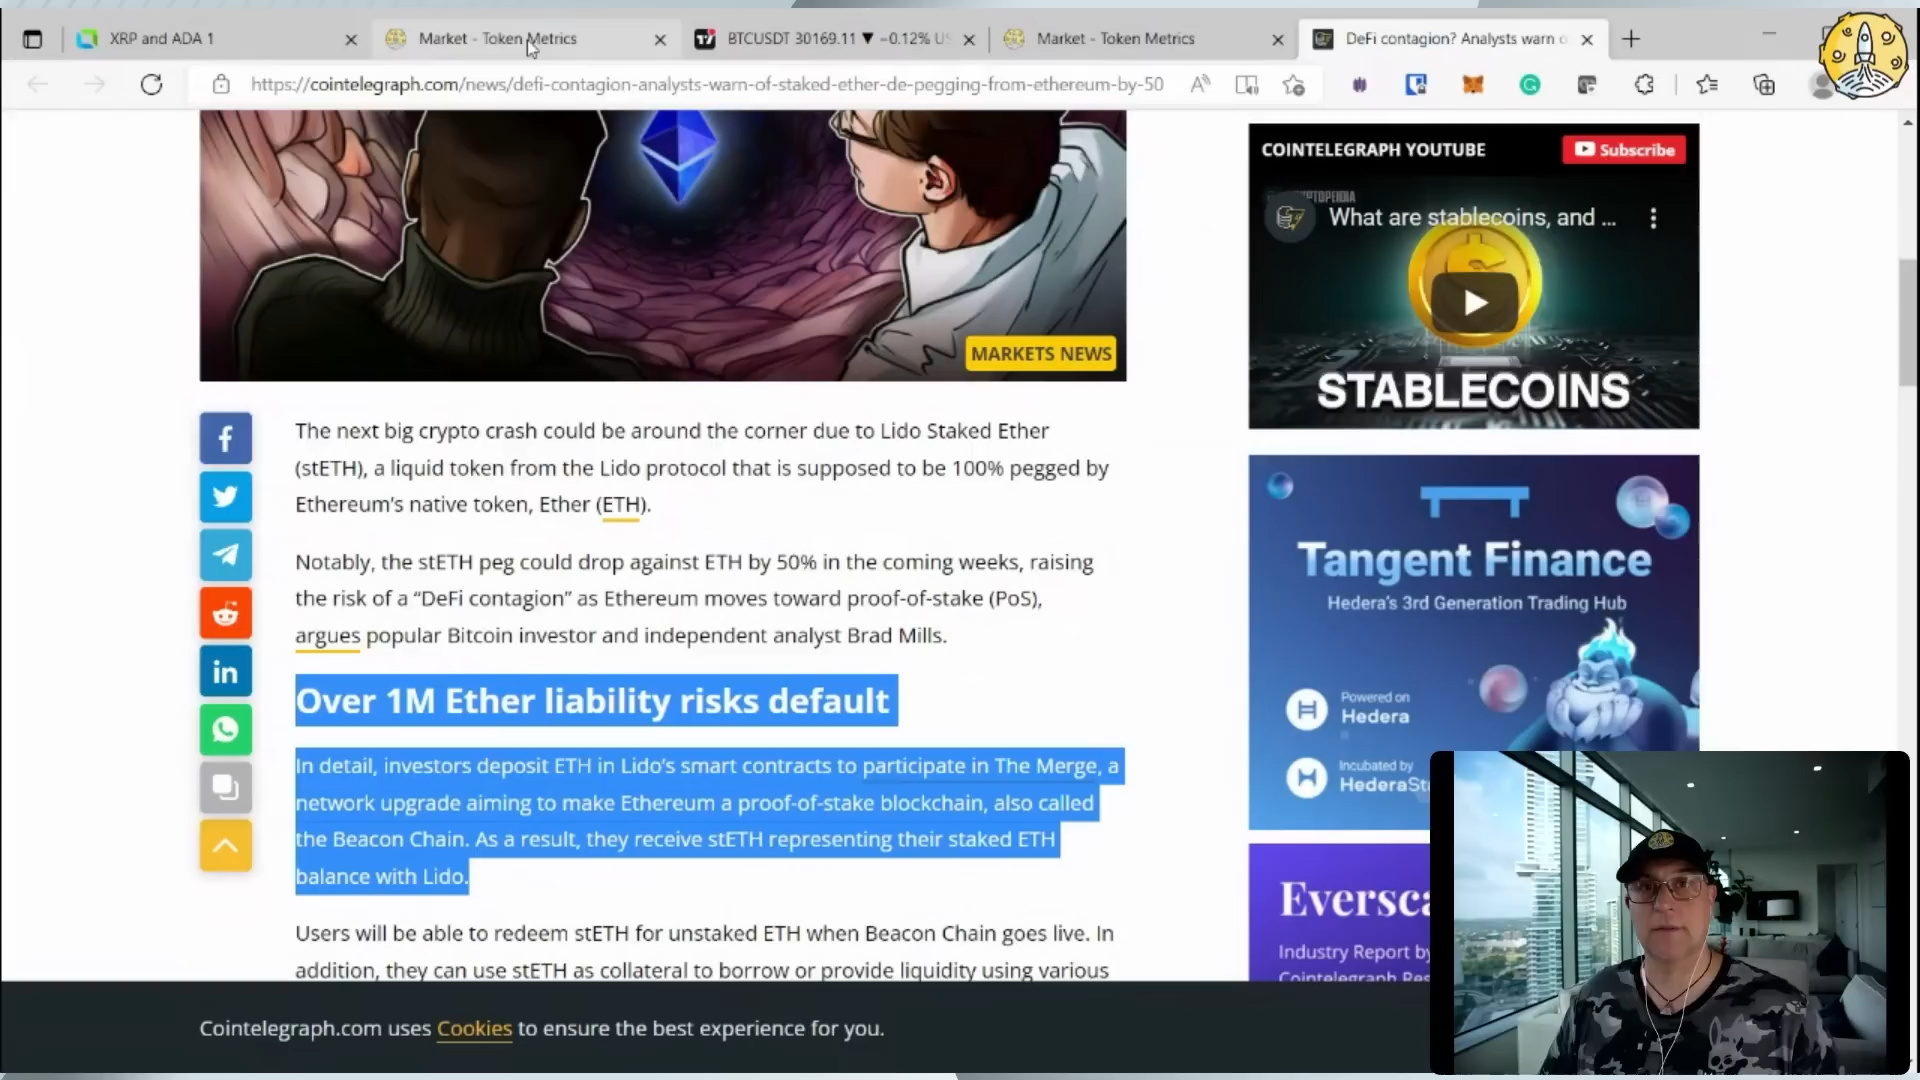 XRP and ADA 1
Market - Token Metrics
BTCUSDT 30169.11 ▼ −0.12% US
Market - Token Metrics
DeFi contagion? Analysts warn o
https://cointelegraph.com/news/defi-contagion-analysts-warn-of-staked-ether-de-pegging-from-ethereum-by-50
MARKETS NEWS
The next big crypto crash could be around the corner due to Lido Staked Ether
(stETH), a liquid token from the Lido protocol that is supposed to be 100% pegged by
Ethereum's native token, Ether (ETH).
Notably, the stETH peg could drop against ETH by 50% in the coming weeks, raising
the risk of a “DeFi contagion” as Ethereum moves toward proof-of-stake (PoS),
argues popular Bitcoin investor and independent analyst Brad Mills.
Over 1M Ether liability risks default
In detail, investors deposit ETH in Lido's smart contracts to participate in The Merge, a
network upgrade aiming to make Ethereum a proof-of-stake blockchain, also called
the Beacon Chain. As a result, they receive stETH representing their staked ETH
balance with Lido.
Users will be able to redeem stETH for unstaked ETH when Beacon Chain goes live. In
addition, they can use stETH as collateral to borrow or provide liquidity using various
COINTELEGRAPH YOUTUBE
Subscribe
What are stablecoins, and ...
STABLECOINS
Tangent Finance
Hedera's 3rd Generation Trading Hub
Powered on
Hedera
Incubated by
HederaSta
Eversca
Industry Report by
Cointelegraph Res
Cointelegraph.com uses Cookies to ensure the best experience for you.